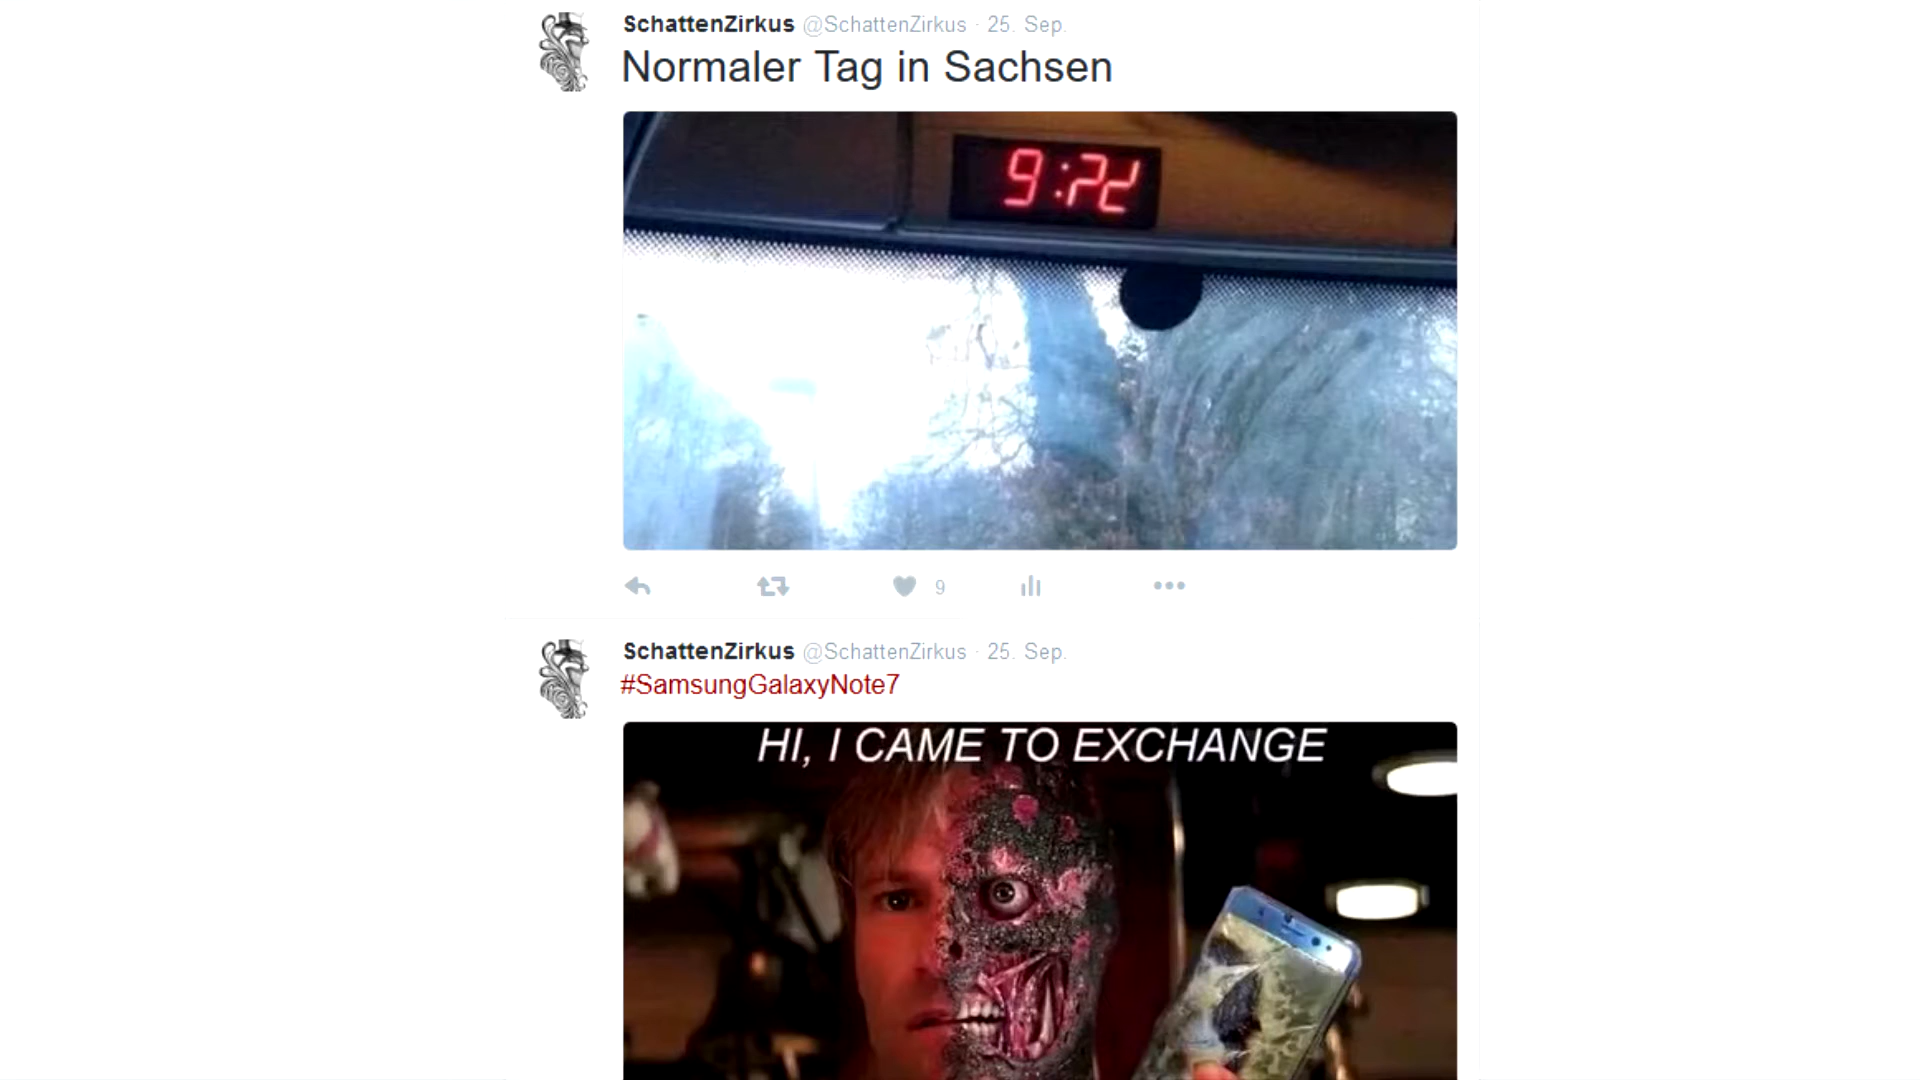 SchattenZirkus @SchattenZirkus · 25. Sep.
Normaler Tag in Sachsen
9
SchattenZirkus @SchattenZirkus · 25. Sep.
#SamsungGalaxyNote7
HI, I CAME TO EXCHANGE